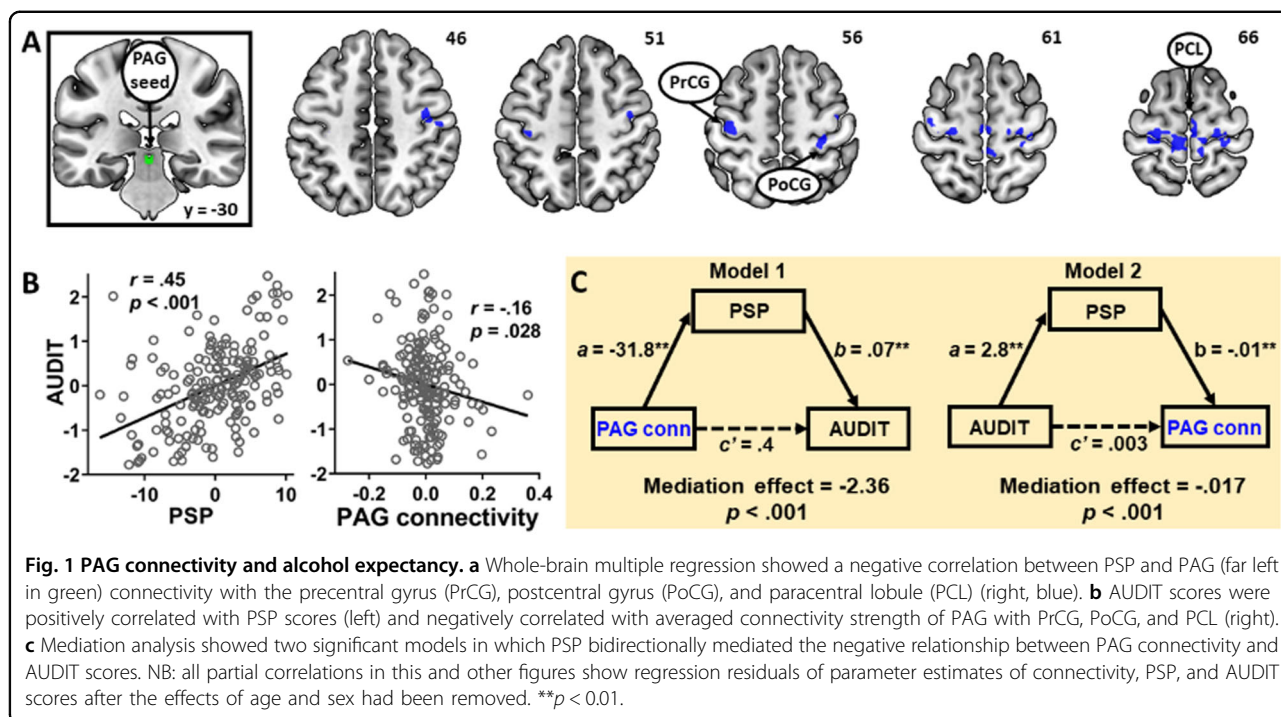 A
PAG
seed
y = -30
46
51
PrCG
56
PoCG
61
PCL
66
B
AUDIT
2
1
0
-1
-2
r = .45
p < .001
-10
0
10
PSP
2
1
0
-1
-2
r = -.16
p = .028
-0.2
0.0
0.2
0.4
PAG connectivity
C
Model 1
PSP
a = -31.8**
b = .07**
PAG conn
AUDIT
c' = .4
Mediation effect = -2.36
p < .001
Model 2
PSP
a = 2.8**
b = -.01**
AUDIT
PAG conn
c' = .003
Mediation effect = -.017
p < .001
Fig. 1 PAG connectivity and alcohol expectancy. a Whole-brain multiple regression showed a negative correlation between PSP and PAG (far left
in green) connectivity with the precentral gyrus (PrCG), postcentral gyrus (PoCG), and paracentral lobule (PCL) (right, blue). b AUDIT scores were
positively correlated with PSP scores (left) and negatively correlated with averaged connectivity strength of PAG with PrCG, PoCG, and PCL (right).
c Mediation analysis showed two significant models in which PSP bidirectionally mediated the negative relationship between PAG connectivity and
AUDIT scores. NB: all partial correlations in this and other figures show regression residuals of parameter estimates of connectivity, PSP, and AUDIT
scores after the effects of age and sex had been removed. **p < 0.01.